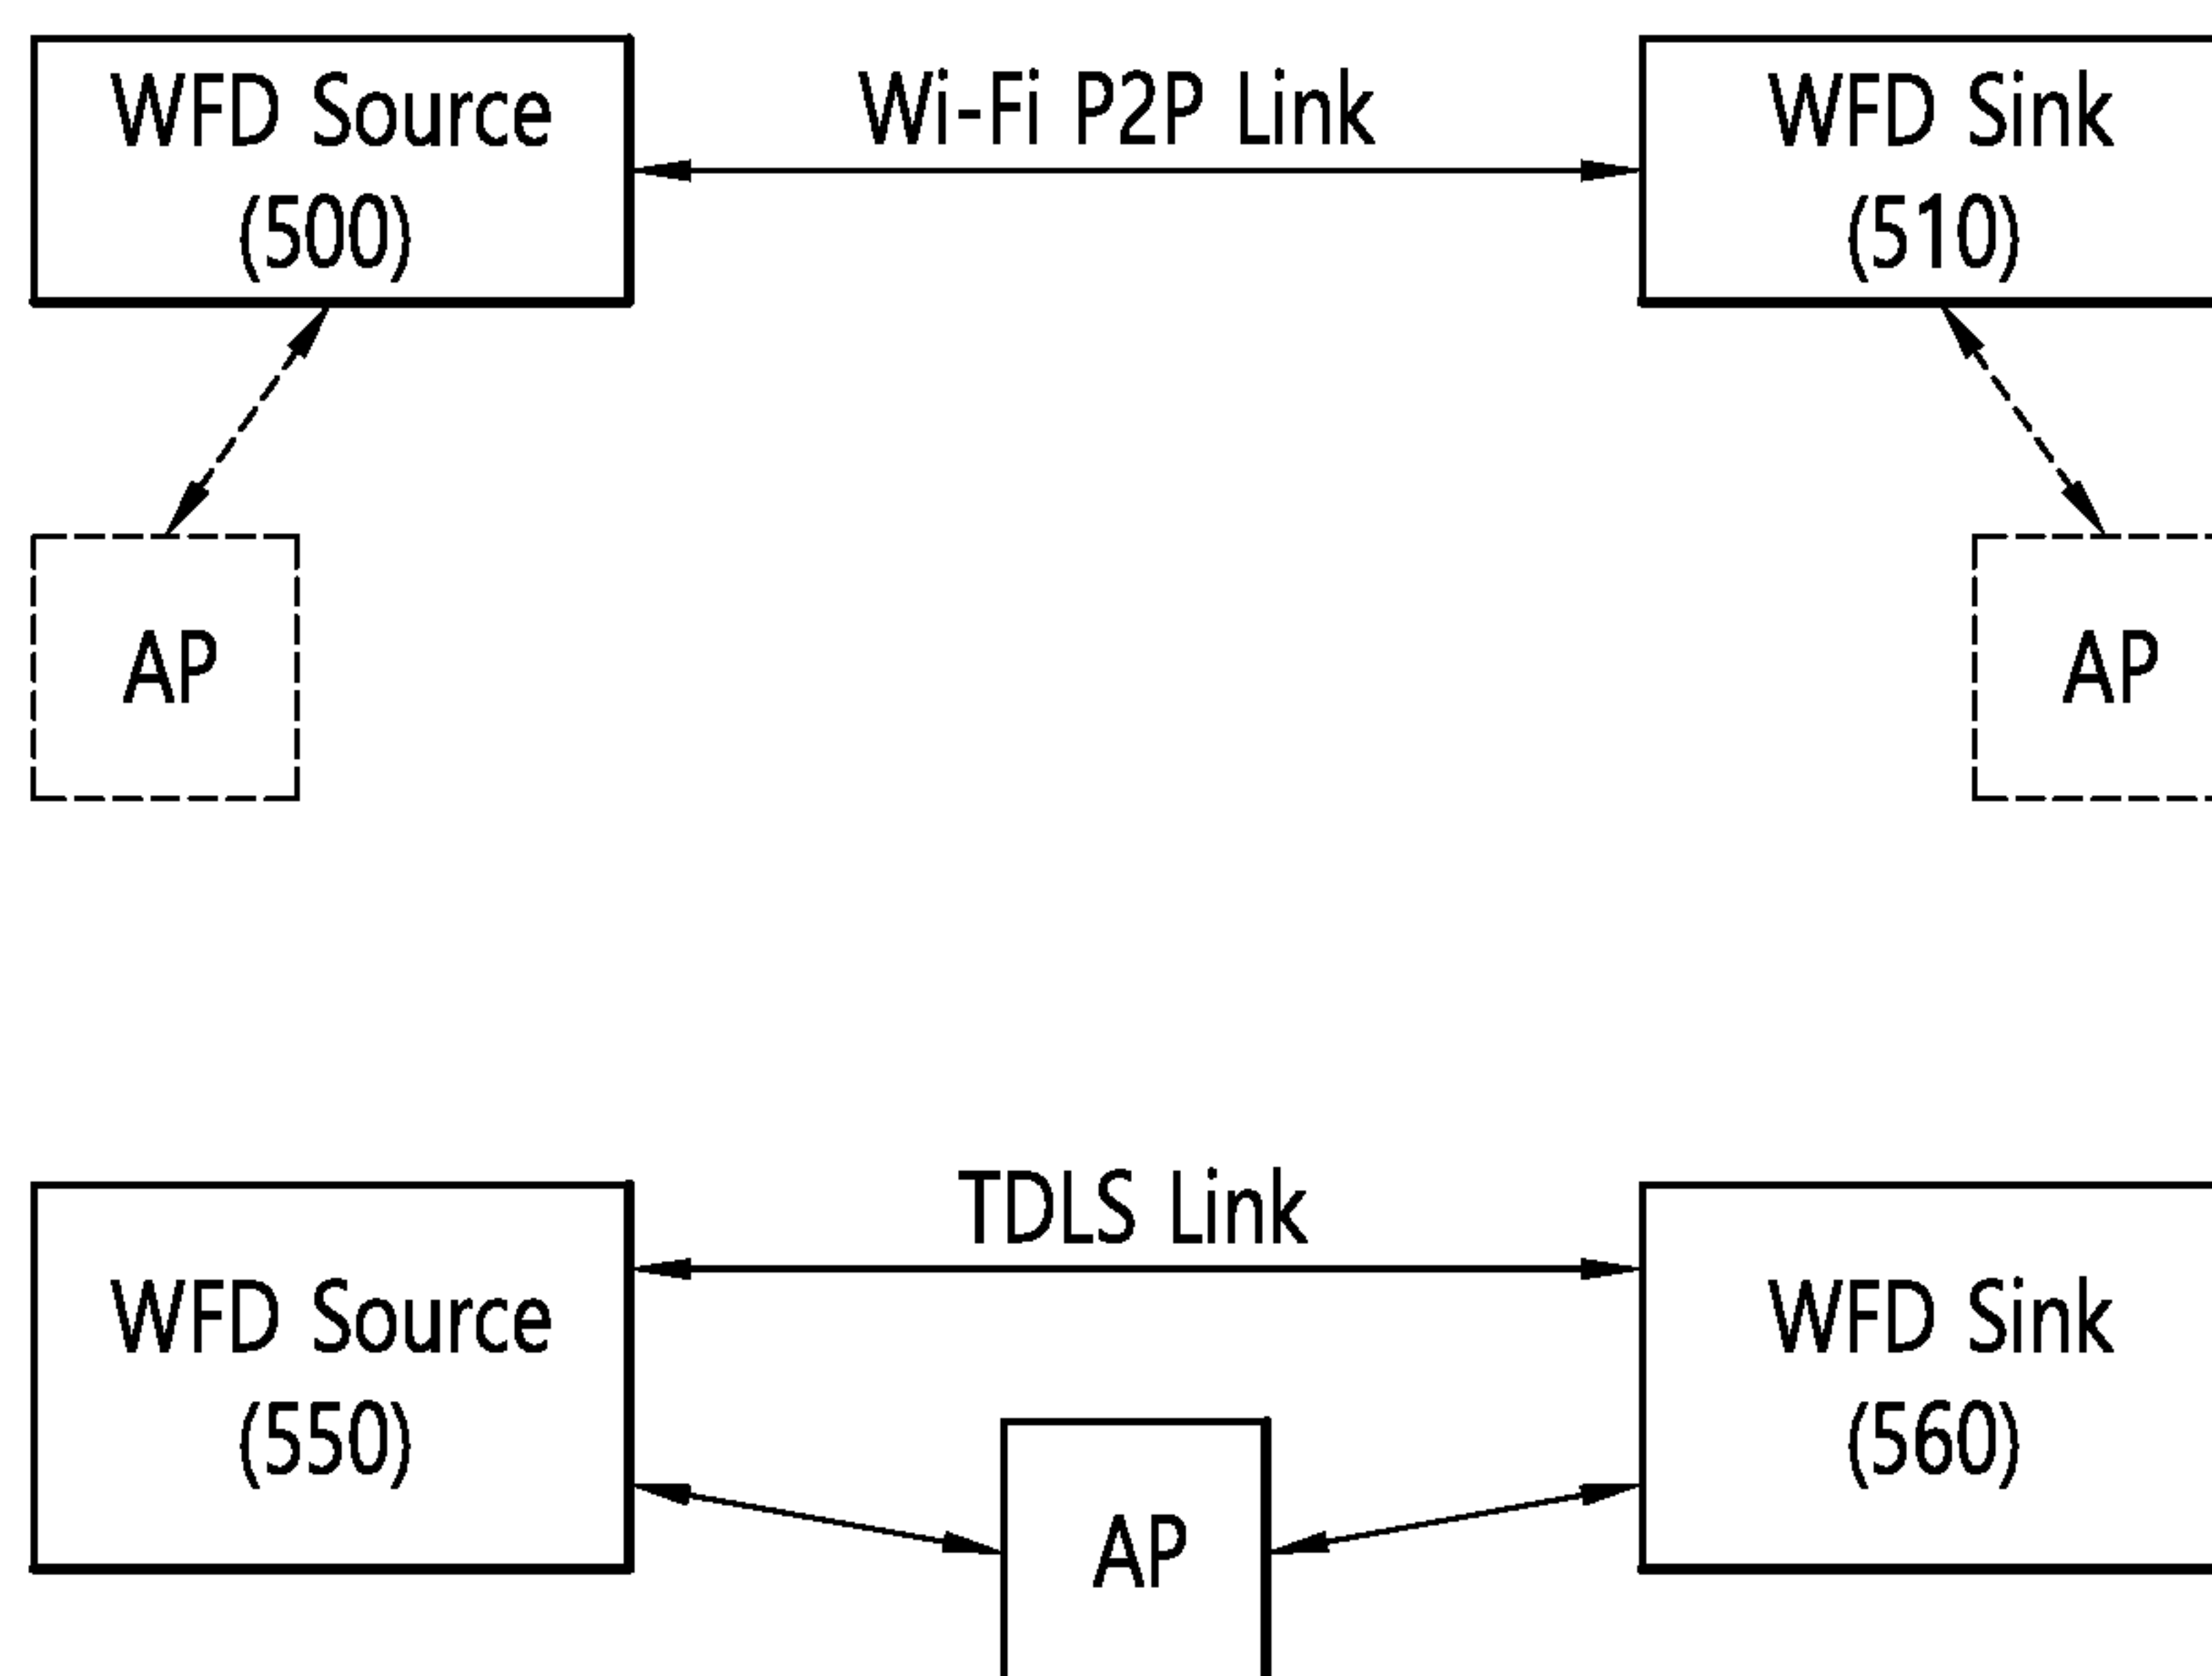 WFD Source
(500)
Wi-Fi P2P Link
WFD Sink
(510)
AP
AP
TDLS Link
WFD Source
(550)
WFD Sink
(560)
AP